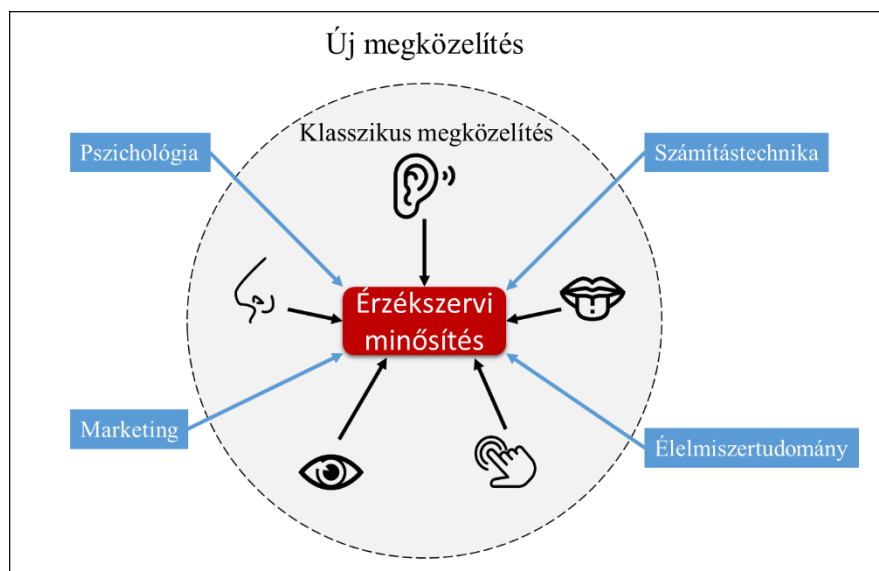 Új megközelítés
Klasszikus megközelítés
Pszichológia
Számítástechnika
Érzékszervi
minősítés
Marketing
Élelmiszertudomány